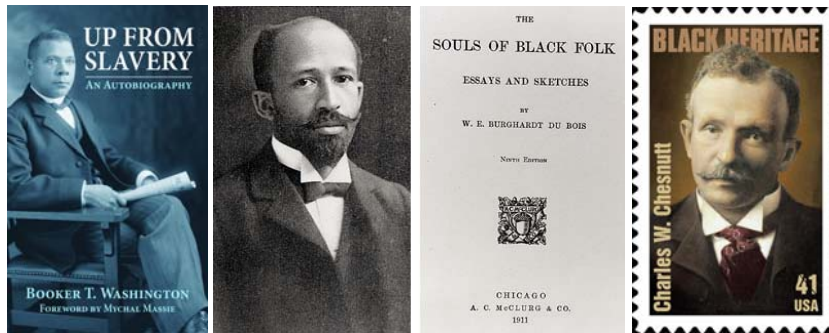 UP FROM
SLAVERY
AN AUTOBIOGRAPHY
BOOKER T. WASHINGTON
FOREWORD BY MYCHAL MASSIE
THE
SOULS OF BLACK FOLK
ESSAYS AND SKETCHES
BY
W. E. BURGHARDT DU BOIS
NINTH EDITION
CHICAGO
A. C. McCLURG & CO.
1911
BLACK HERITAGE
Charles W. Chesnutt
41
USA